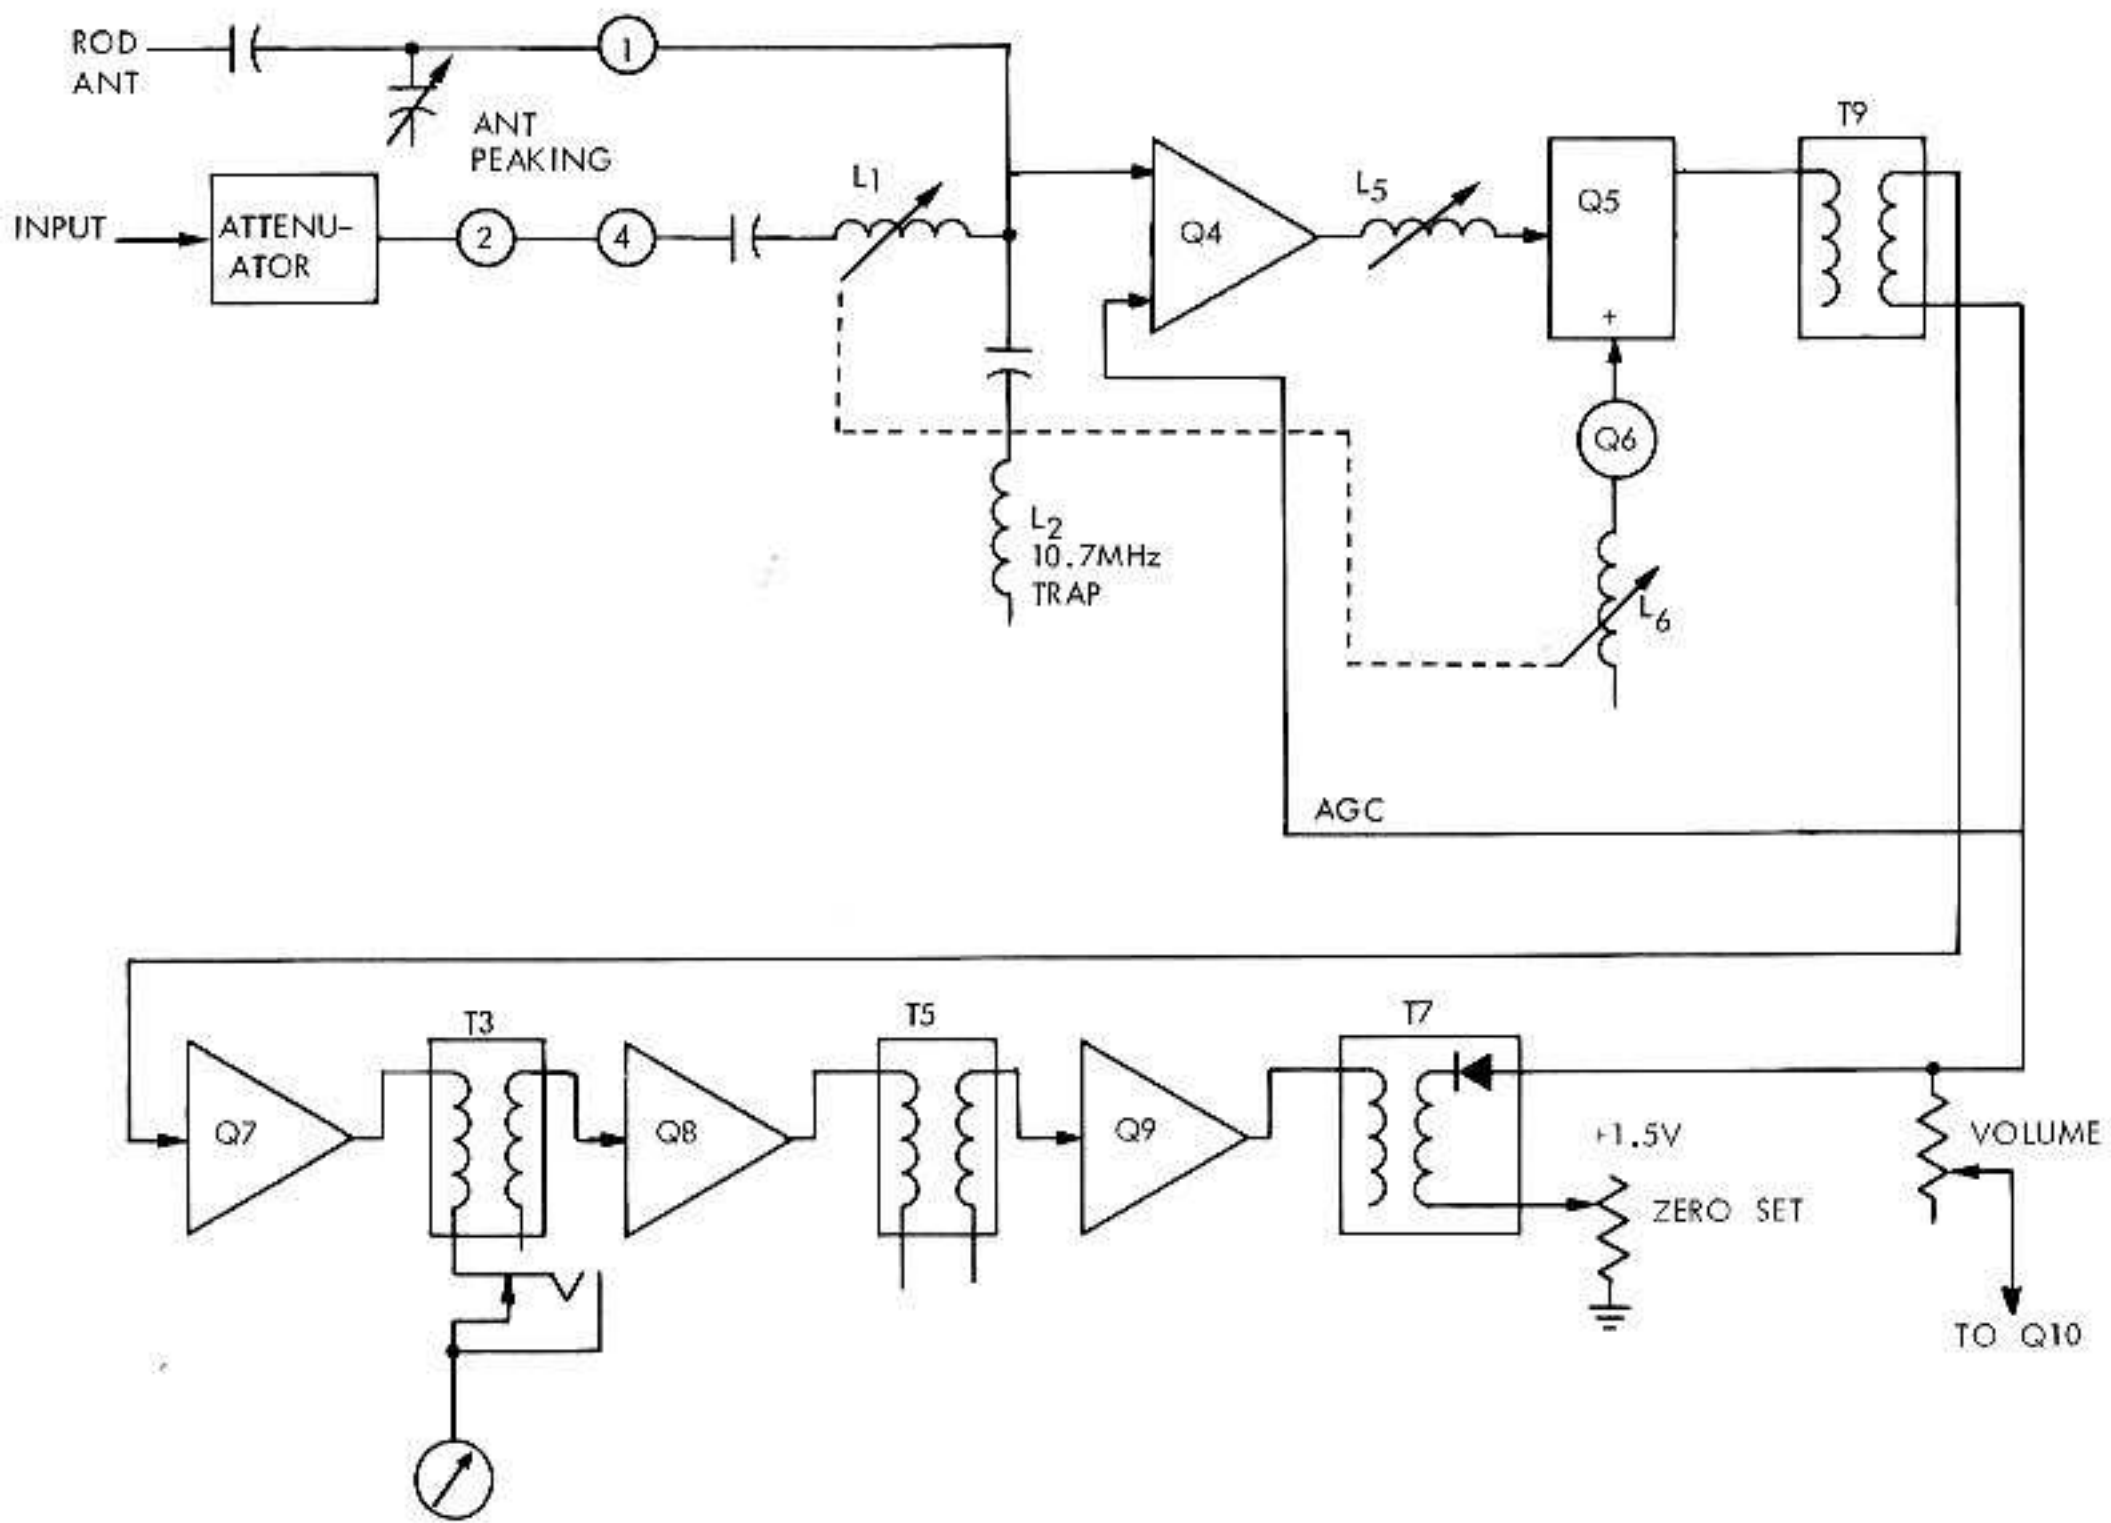 ROD
ANT
1
ANT
PEAKING
INPUT
ATTENU-
ATOR
2
4
L1
Q4
L5
Q5
+
T9
Q6
L2
10.7MHz
TRAP
L6
AGC
T3
T5
T7
Q7
Q8
Q9
+1.5V
ZERO SET
VOLUME
TO Q10